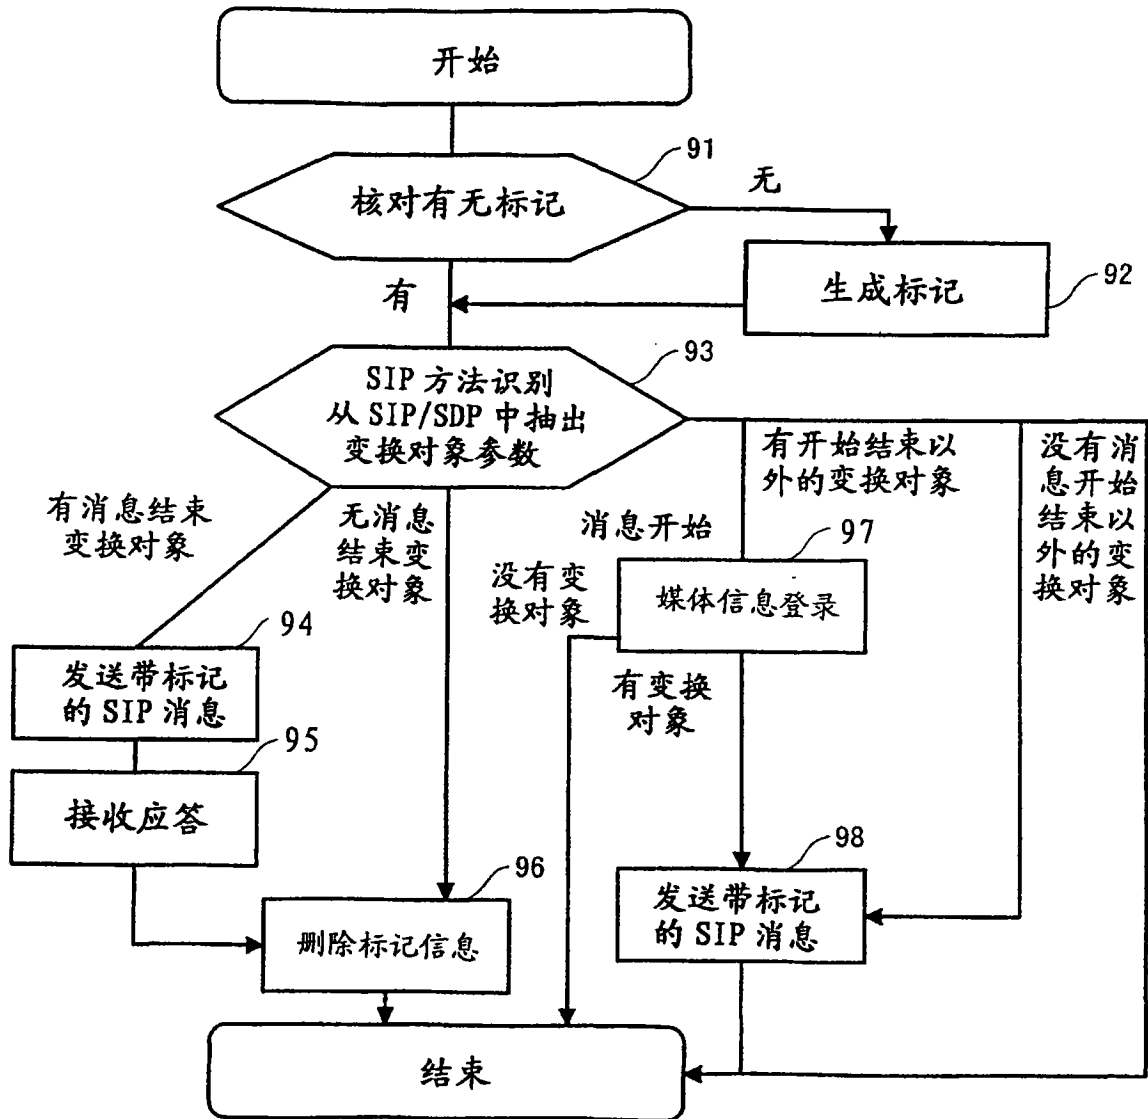 开始
91
核对有无标记
无
生成标记
92
有
93
SIP 方法识别
从 SIP/SDP 中抽出
变换对象参数
有开始结束以
外的变换对象
没有消
息开始
结束以
外的变
换对象
有消息结束
变换对象
无消息
结束变
换对象
消息开始
97
没有变
换对象
媒体信息登录
94
发送带标记
的 SIP 消息
有变换
对象
95
接收应答
98
发送带标记
的 SIP 消息
96
删除标记信息
结束